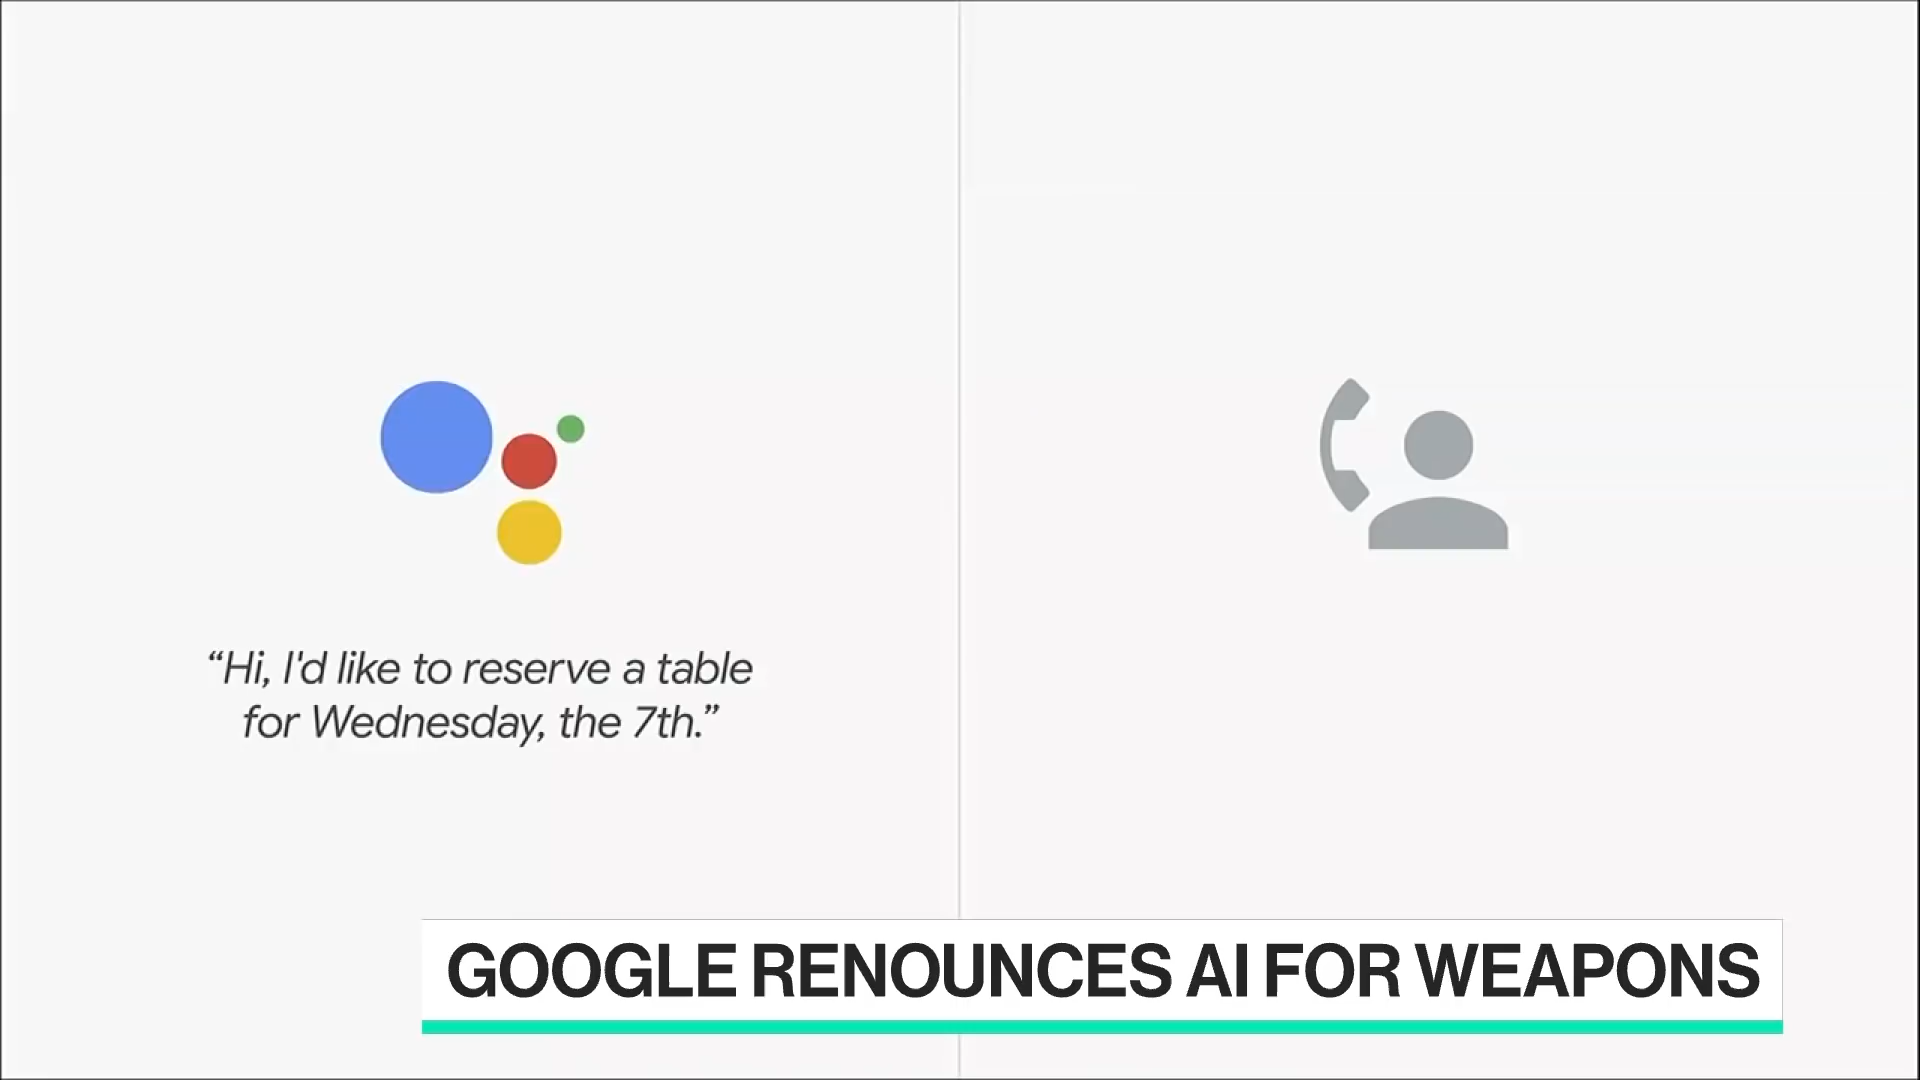 “Hi, I'd like to reserve a table
for Wednesday, the 7th.”
GOOGLE RENOUNCES AI FOR WEAPONS